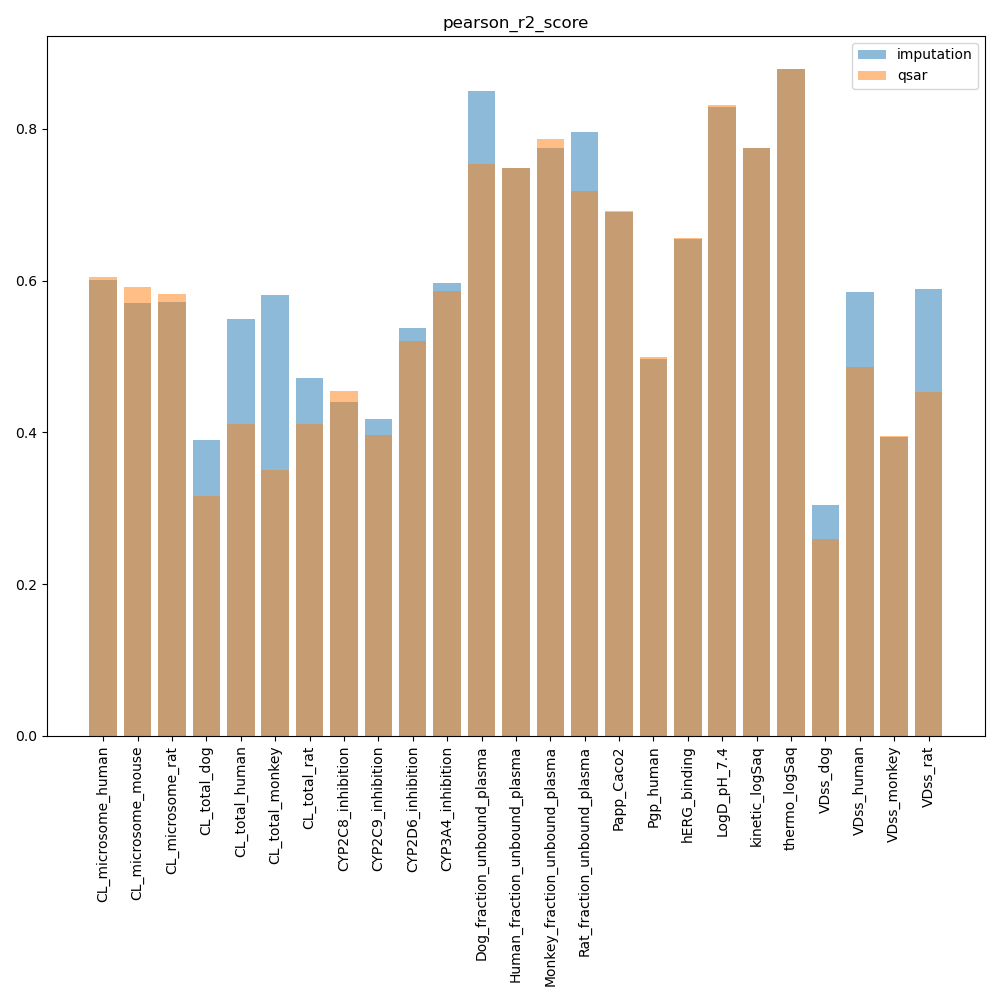 pearson_r2_score
imputation
qsar
0.8
0.6
0.4
0.2
0.0
CL_microsome_human
CL_microsome_mouse
CL_microsome_rat
CL_total_dog
CL_total_human
CL_total_monkey
CL_total_rat
CYP2C8_inhibition
CYP2C9_inhibition
CYP2D6_inhibition
CYP3A4_inhibition
Dog_fraction_unbound_plasma
Human_fraction_unbound_plasma
Monkey_fraction_unbound_plasma
Rat_fraction_unbound_plasma
Papp_Caco2
Pgp_human
hERG_binding
LogD_pH_7.4
kinetic_logSaq
thermo_logSaq
VDss_dog
VDss_human
VDss_monkey
VDss_rat